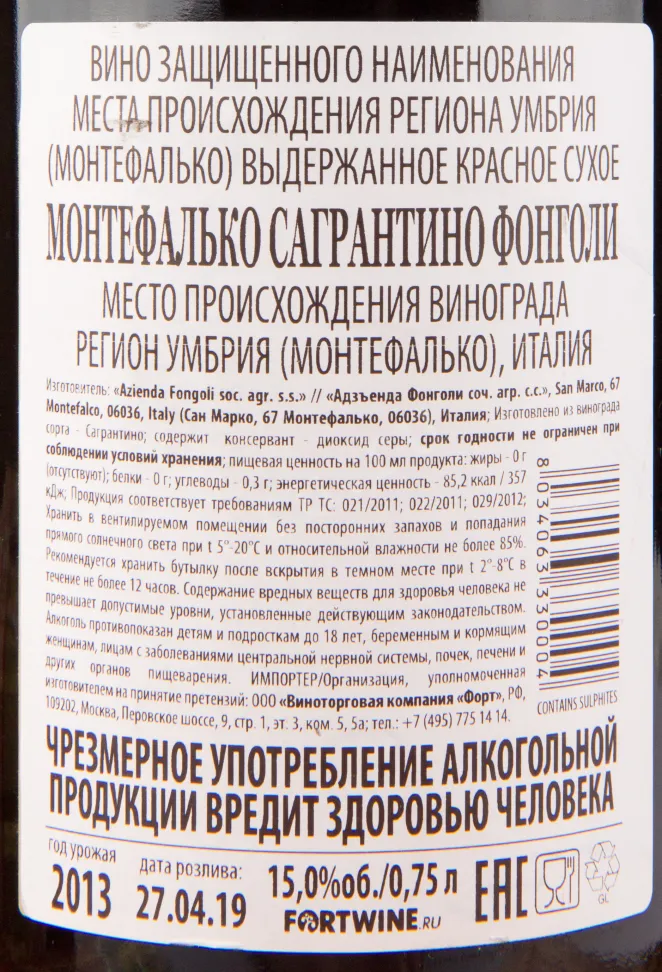 ВИНО ЗАЩИЩЕННОГО НАИМЕНОВАНИЯ
МЕСТА ПРОИСХОЖДЕНИЯ РЕГИОНА УМБРИЯ
(МОНТЕФАЛЬКО) ВЫДЕРЖАННОЕ КРАСНОЕ СУХОЕ
МОНТЕФАЛЬКО САГРАНТИНО ФОНГОЛИ
МЕСТО ПРОИСХОЖДЕНИЯ ВИНОГРАДА
РЕГИОН УМБРИЯ (МОНТЕФАЛЬКО), ИТАЛИЯ
Изготовитель: «Azienda Fongoli soc. agr. s.s.» // «Адзъенда Фонголи соч. агр. с.с.», San Marco, 67
Montefalco, 06036, Italy (Сан Марко, 67 Монтефалько, 06036), Италия; Изготовлено из винограда
сорта - Сагрантино; содержит консервант - диоксид серы; срок годности не ограничен при
соблюдении условий хранения; пищевая ценность на 100 мл продукта: жиры - 0 г
(отсутствуют); белки - 0 г; углеводы - 0,3 г; энергетическая ценность - 85,2 ккал / 357
кДж; Продукция соответствует требованиям ТР ТС: 021/2011; 022/2011; 029/2012;
Хранить в вентилируемом помещении без посторонних запахов и попадания
прямого солнечного света при t 5°-20°С и относительной влажности не более 85%.
Рекомендуется хранить бутылку после вскрытия в темном месте при t 2°-8°С в
течение не более 12 часов. Содержание вредных веществ для здоровья человека не
превышает допустимые уровни, установленные действующим законодательством.
Алкоголь противопоказан детям и подросткам до 18 лет, беременным и кормящим
женщинам, лицам с заболеваниями центральной нервной системы, почек, печени и
других органов пищеварения. ИМПОРТЕР/Организация, уполномоченная
изготовителем на принятие претензий: ООО «Виноторговая компания «Форт», РФ,
109202, Москва, Перовское шоссе, 9, стр. 1, эт. 3, ком. 5, 5а; тел.: +7 (495) 775 14 14.
8 034063 330004
CONTAINS SULPHITES
ЧРЕЗМЕРНОЕ УПОТРЕБЛЕНИЕ АЛКОГОЛЬНОЙ
ПРОДУКЦИИ ВРЕДИТ ЗДОРОВЬЮ ЧЕЛОВЕКА
год урожая
2013
дата розлива:
27.04.19
15,0%об./0,75 л
FORTWINE.RU
EAC
GL